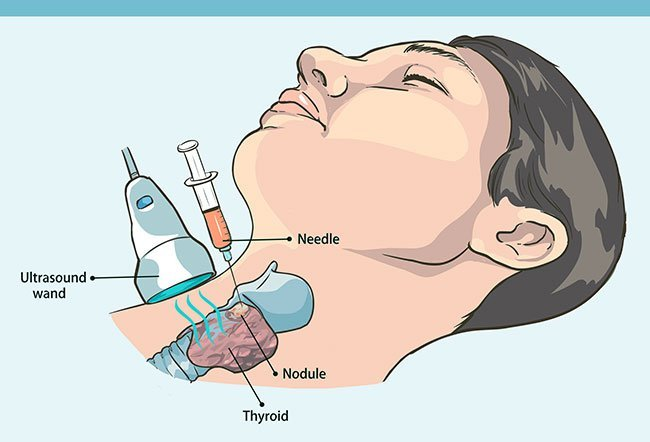 Needle
Ultrasound
wand
Nodule
Thyroid